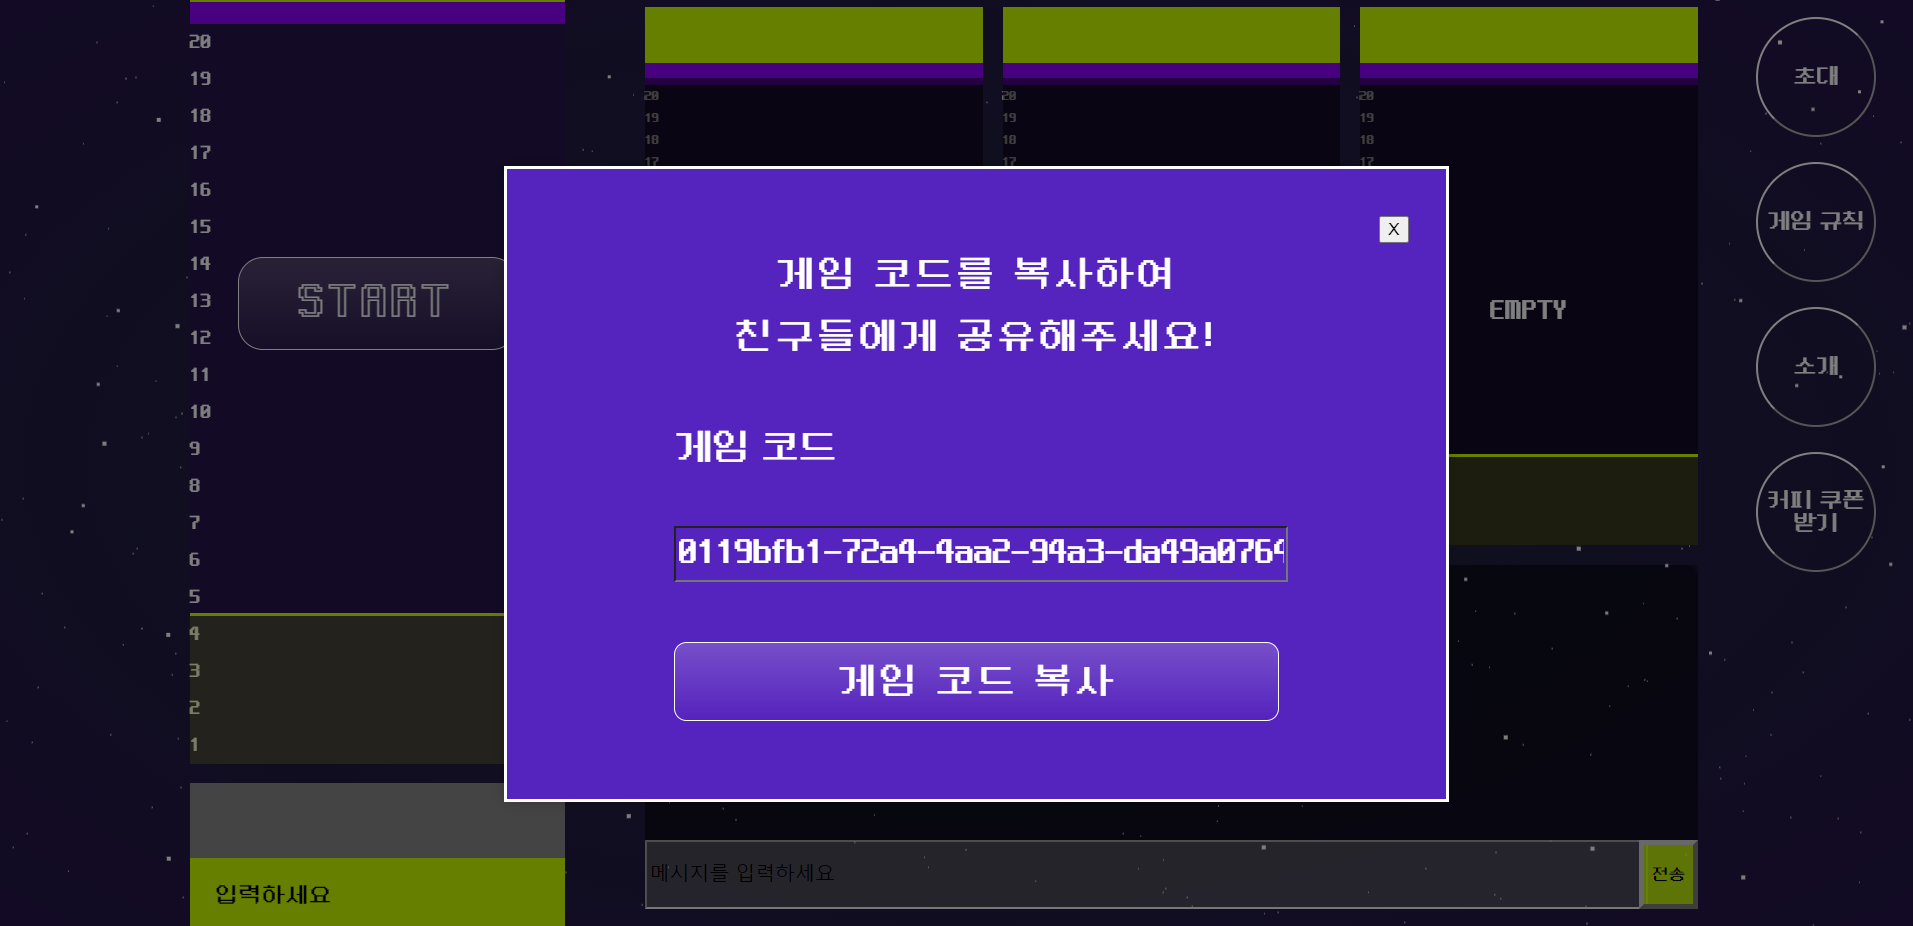 20
19
18
17
16
15
14
13
12
11
10
9
8
7
6
5
4
3
2
1
START
입력하세요
20
19
18
17
20
19
18
17
20
19
18
17
EMPTY
X
게임 코드를 복사하여
친구들에게 공유해주세요!
게임 코드
0119bfb1-72a4-4aa2-94a3-da49a0764
게임 코드 복사
메시지를 입력하세요
전송
초대
게임 규칙
소개
커피 쿠폰
받기